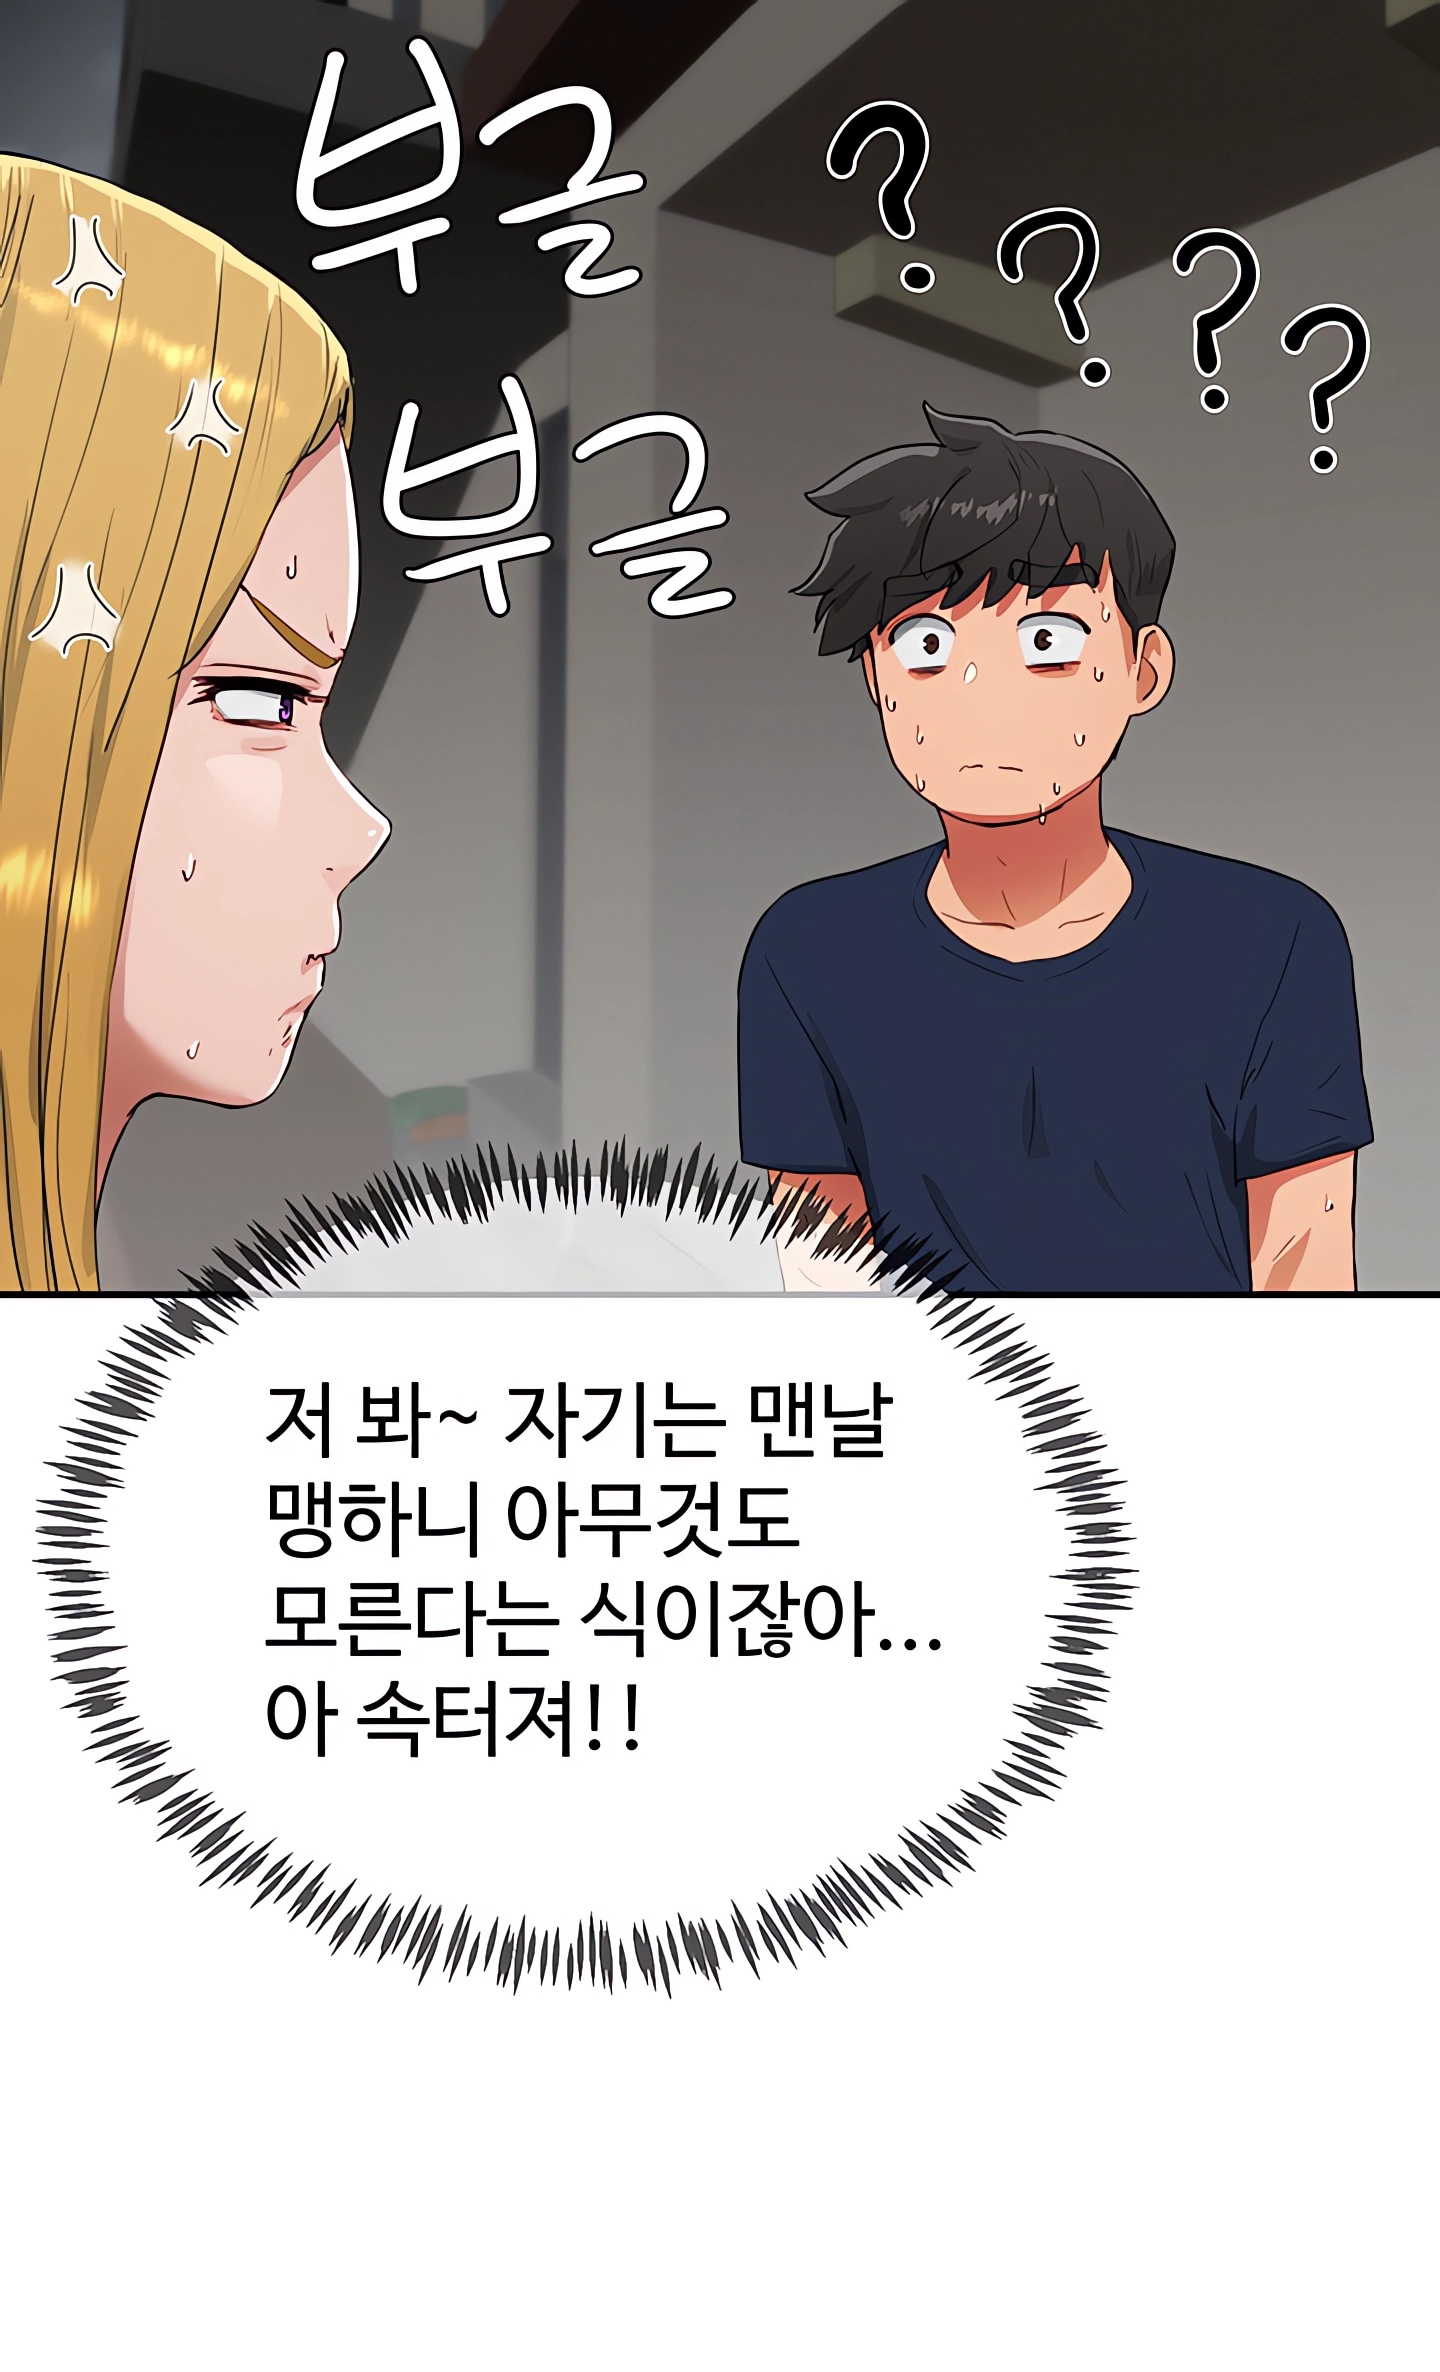 부글
부글
? ? ? ?
저 봐~ 자기는 맨날
맹하니 아무것도
모른다는 식이잖아...
아 속터져!!